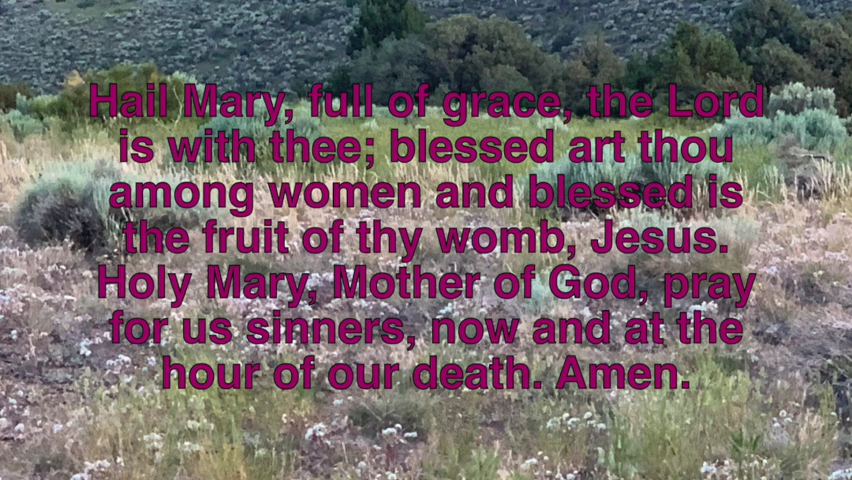 Hail Mary, full of grace, the Lord
is with thee; blessed art thou
among women and blessed is
the fruit of thy womb, Jesus.
Holy Mary, Mother of God, pray
for us sinners, now and at the
hour of our death. Amen.